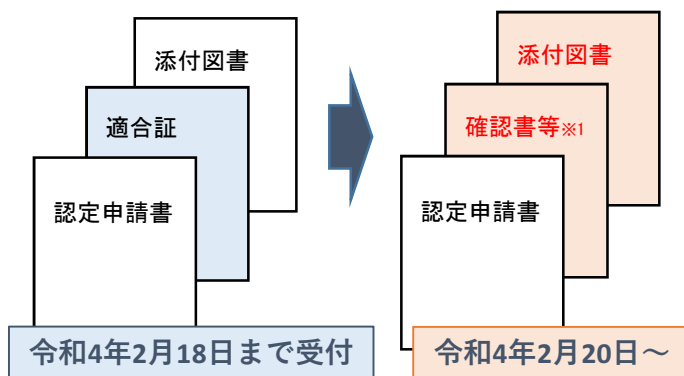 添付図書
適合証
認定申請書
令和4年2月18日まで受付
添付図書
確認書等※1
認定申請書
令和4年2月20日～